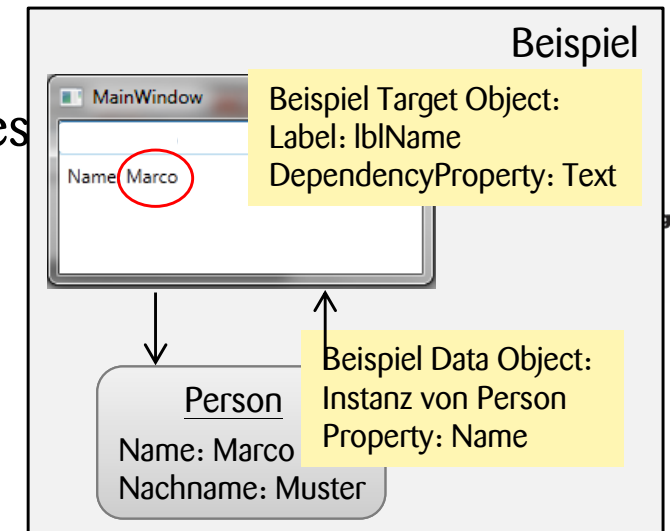 Beispiel
es
MainWindow
Beispiel Target Object:
Label: lblName
DependencyProperty: Text
Name: Marco
Beispiel Data Object:
Instanz von Person
Property: Name
Person
Name: Marco
Nachname: Muster